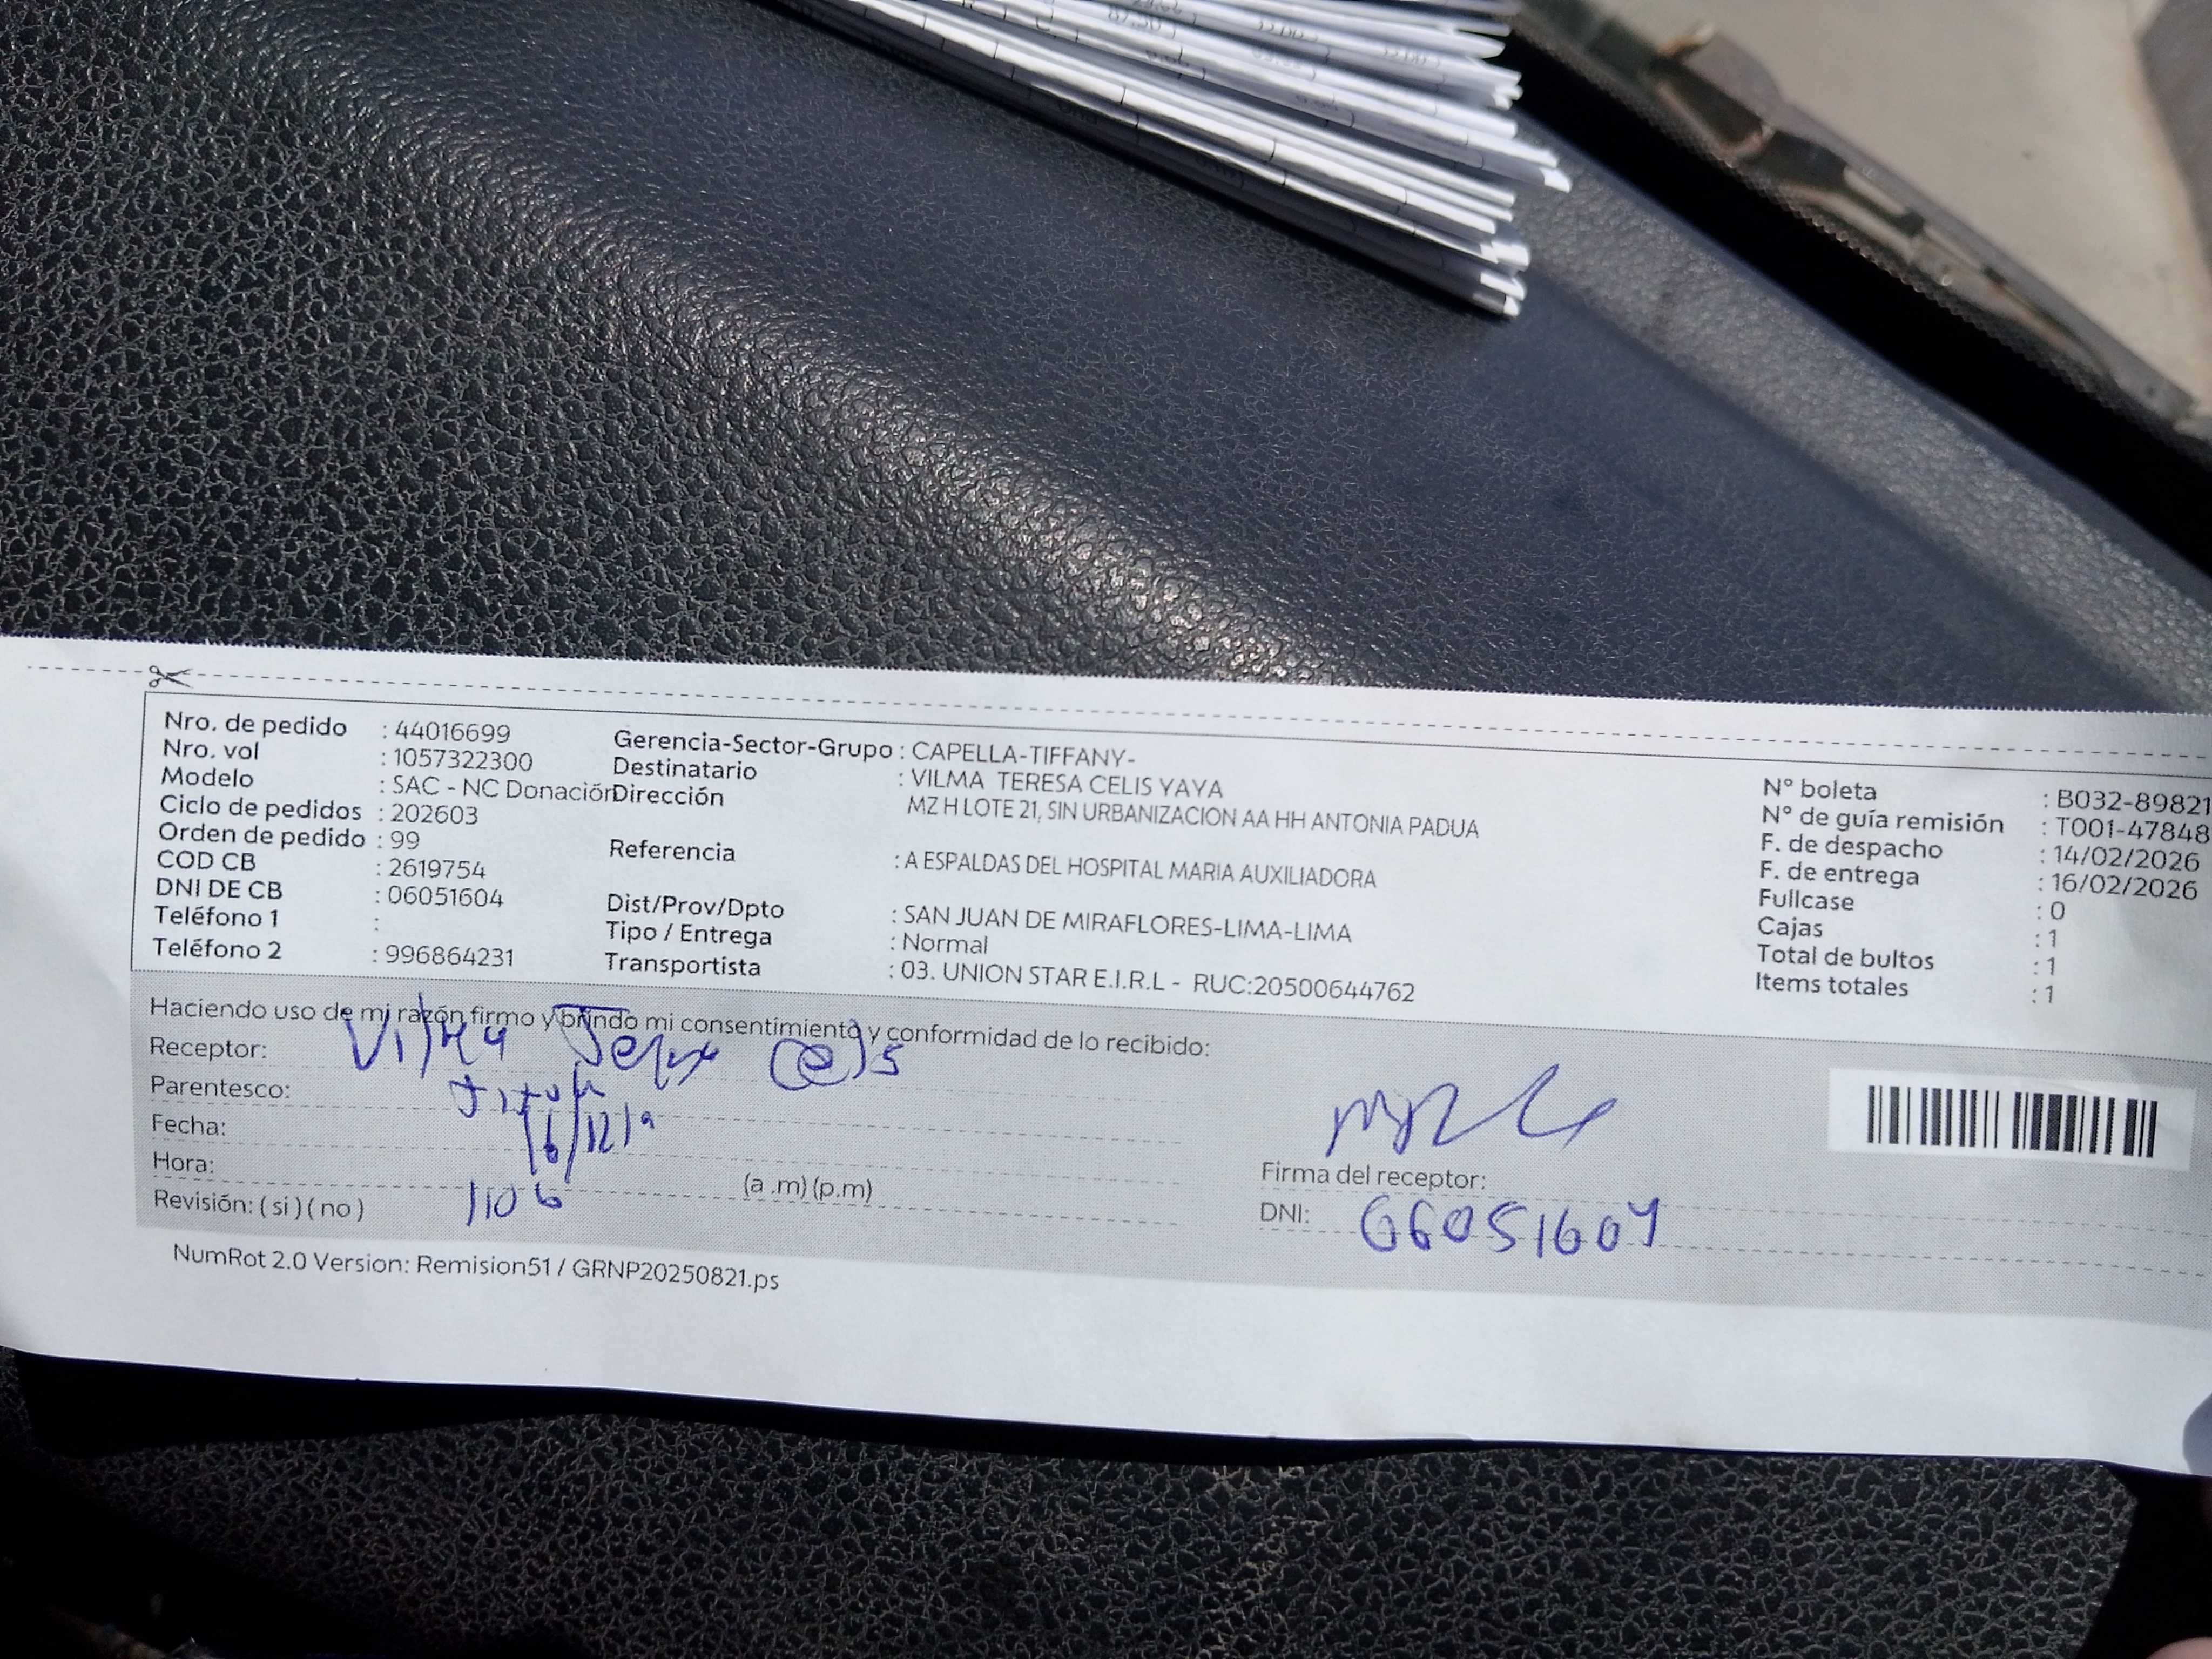 Nro. de pedido : 44016699
Nro. vol : 1057322300
Modelo : SAC - NC Donación
Ciclo de pedidos : 202603
Orden de pedido : 99
COD CB : 2619754
DNI DE CB : 06051604
Teléfono 1 :
Teléfono 2 : 996864231
Gerencia-Sector-Grupo : CAPELLA-TIFFANY-
Destinatario : VILMA TERESA CELIS YAYA
Dirección MZ H LOTE 21, SIN URBANIZACION AA HH ANTONIA PADUA
Referencia : A ESPALDAS DEL HOSPITAL MARIA AUXILIADORA
Dist/Prov/Dpto : SAN JUAN DE MIRAFLORES-LIMA-LIMA
Tipo / Entrega : Normal
Transportista : 03. UNION STAR E.I.R.L - RUC:20500644762
N° boleta : B032-89821
N° de guía remisión : T001-47848
F. de despacho : 14/02/2026
F. de entrega : 16/02/2026
Fullcase : 0
Cajas : 1
Total de bultos : 1
Items totales : 1
Haciendo uso de mi razón firmo y brindo mi consentimiento y conformidad de lo recibido:
Receptor:
Parentesco:
Fecha:
Hora: (a .m) (p.m)
Revisión: ( si ) ( no ) 1106
Firma del receptor:
DNI: 06051604
NumRot 2.0 Version: Remision51 / GRNP20250821.ps